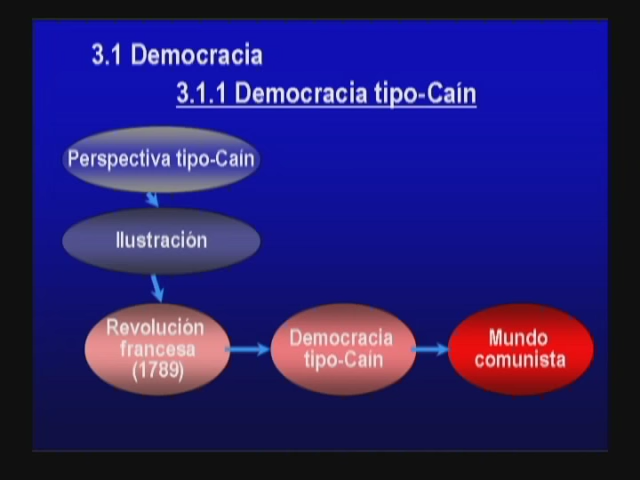 3.1 Democracia
3.1.1 Democracia tipo-Caín
Perspectiva tipo-Caín
Ilustración
Revolución
francesa
(1789)
Democracia
tipo-Caín
Mundo
comunista